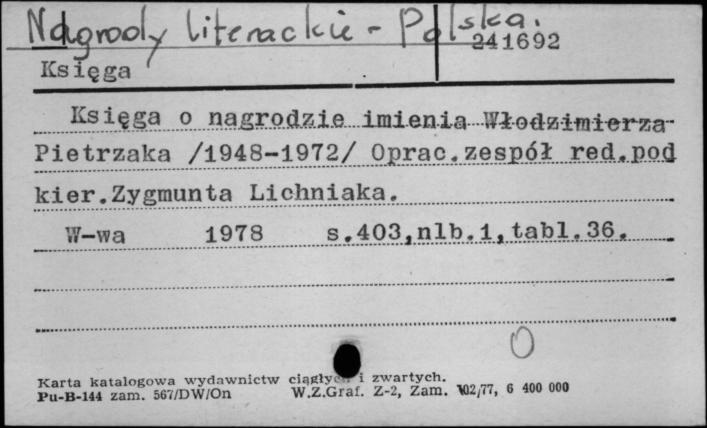 Nagrody literackie - Polska.
241692
Księga
Księga o nagrodzie imienia Włodzimierza
Pietrzaka /1948-1972/ Oprac.zespół red.pod
kier.Zygmunta Lichniaka.
W-wa 1978 s.403,nlb.1,tabl.36.
0
Karta katalogowa wydawnictw ciągłych i zwartych.
Pu-B-144 zam. 567/DW/On W.Z.Graf. Z-2, Zam. 102/77, 6 400 000